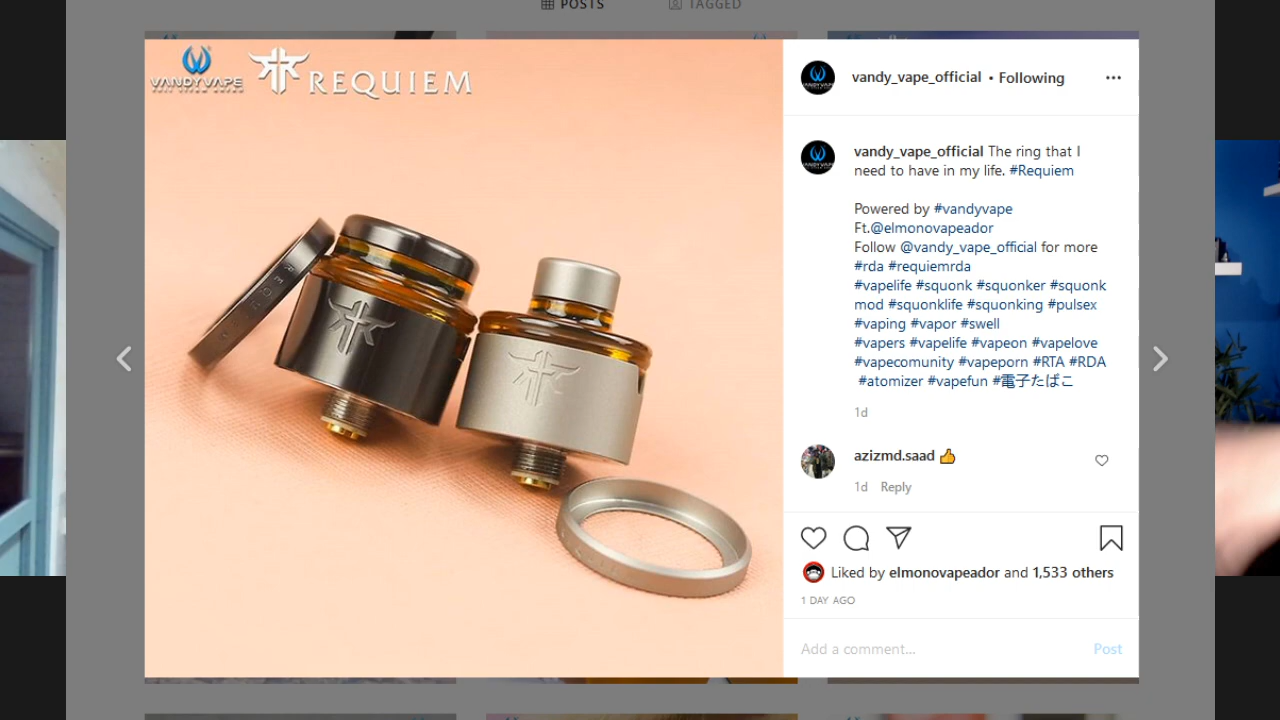 POSTS
TAGGED
VANDYVAPE
REQUIEM
vandy_vape_official • Following
vandy_vape_official The ring that I
need to have in my life. #Requiem
Powered by #vandyvape
Ft.@elmonovapeador
Follow @vandy_vape_official for more
#rda #requiemrda
#vapelife #squonk #squonker #squonk
mod #squonklife #squonking #pulsex
#vaping #vapor #swell
#vapers #vapelife #vapeon #vapelove
#vapecomunity #vapeporn #RTA #RDA
#atomizer #vapefun #電子たばこ
1d
azizmd.saad 👍
1d Reply
Liked by elmonovapeador and 1,533 others
1 DAY AGO
Add a comment...
Post